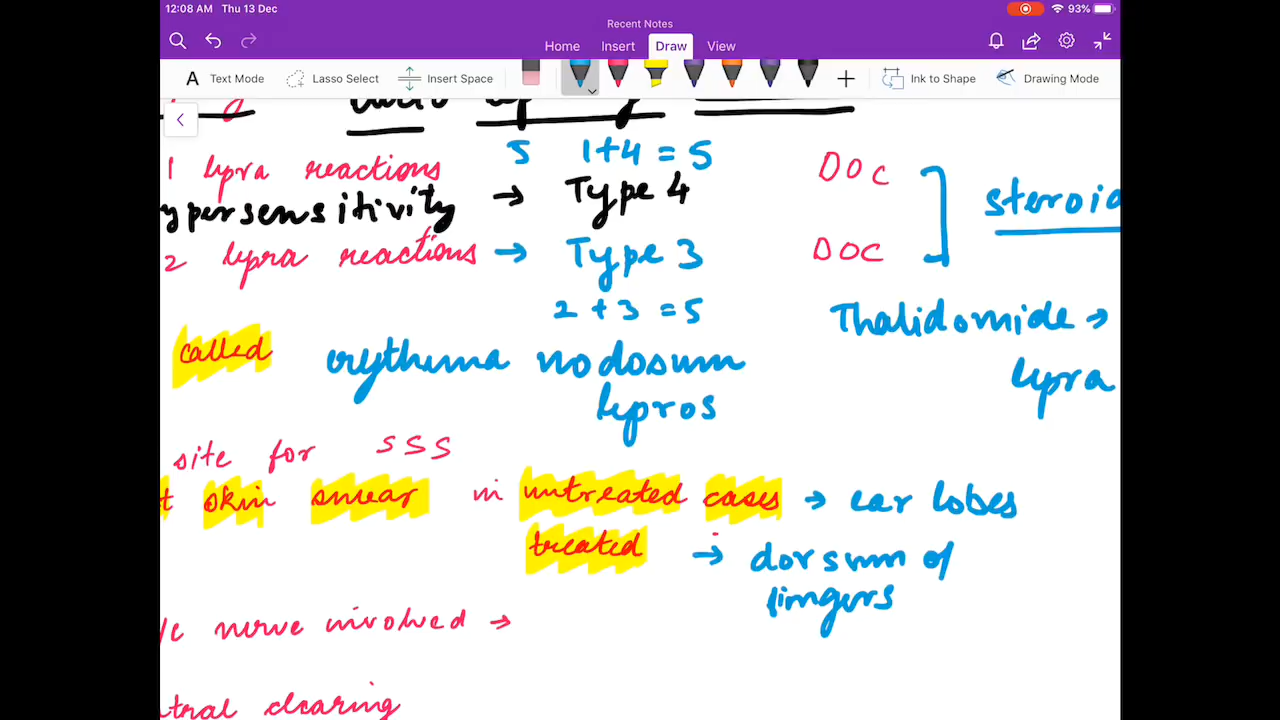 12:08 AM Thu 13 Dec
93%
Recent Notes
Home Insert Draw View
A Text Mode Lasso Select Insert Space Ink to Shape Drawing Mode
5 1+4 = 5
1 lepra reactions DOC
ypersensitivity → Type 4 steroid
2 lepra reactions → Type 3 DOC
2 + 3 = 5
Thalidomide →
called erythema nodosum
lepra
lepros
site for SSS
t skin smear in untreated cases → ear lobes
treated → dorsum of
fingers
/c nerve involved →
ntral clearing